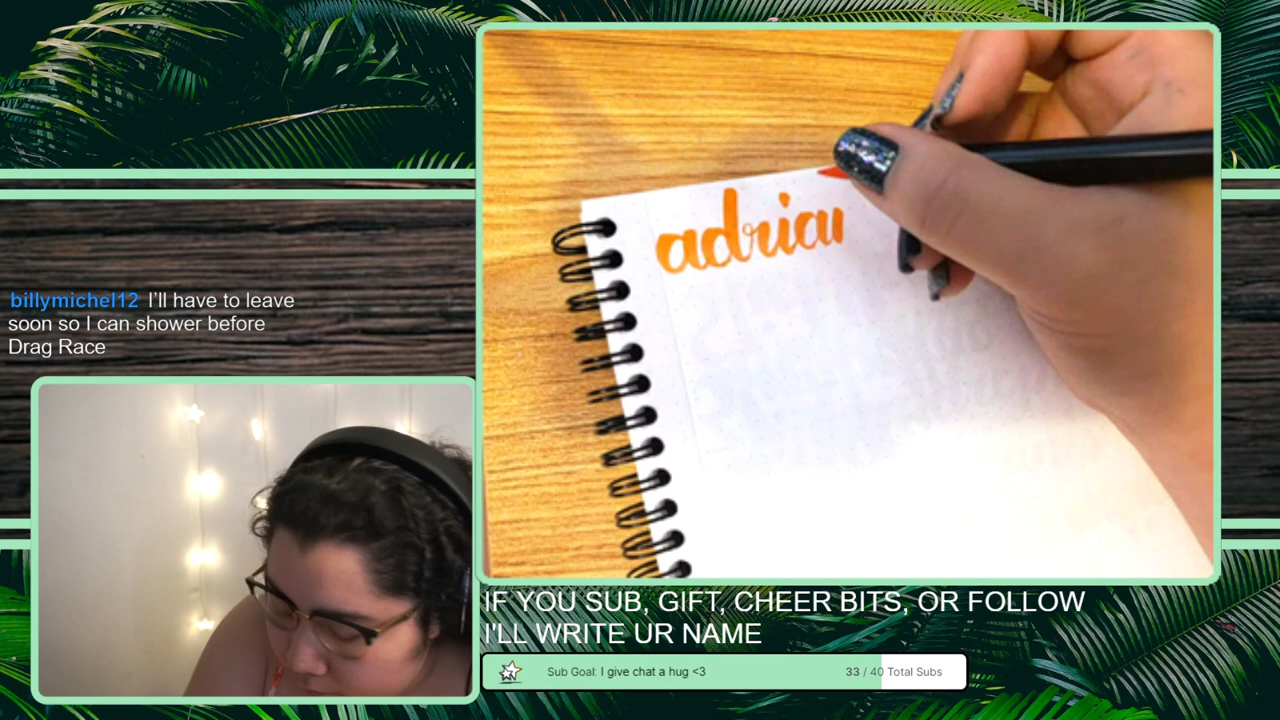 adrian
billymichel12 I'll have to leave
soon so I can shower before
Drag Race
IF YOU SUB, GIFT, CHEER BITS, OR FOLLOW
I'LL WRITE UR NAME
Sub Goal: I give chat a hug <3 33 / 40 Total Subs